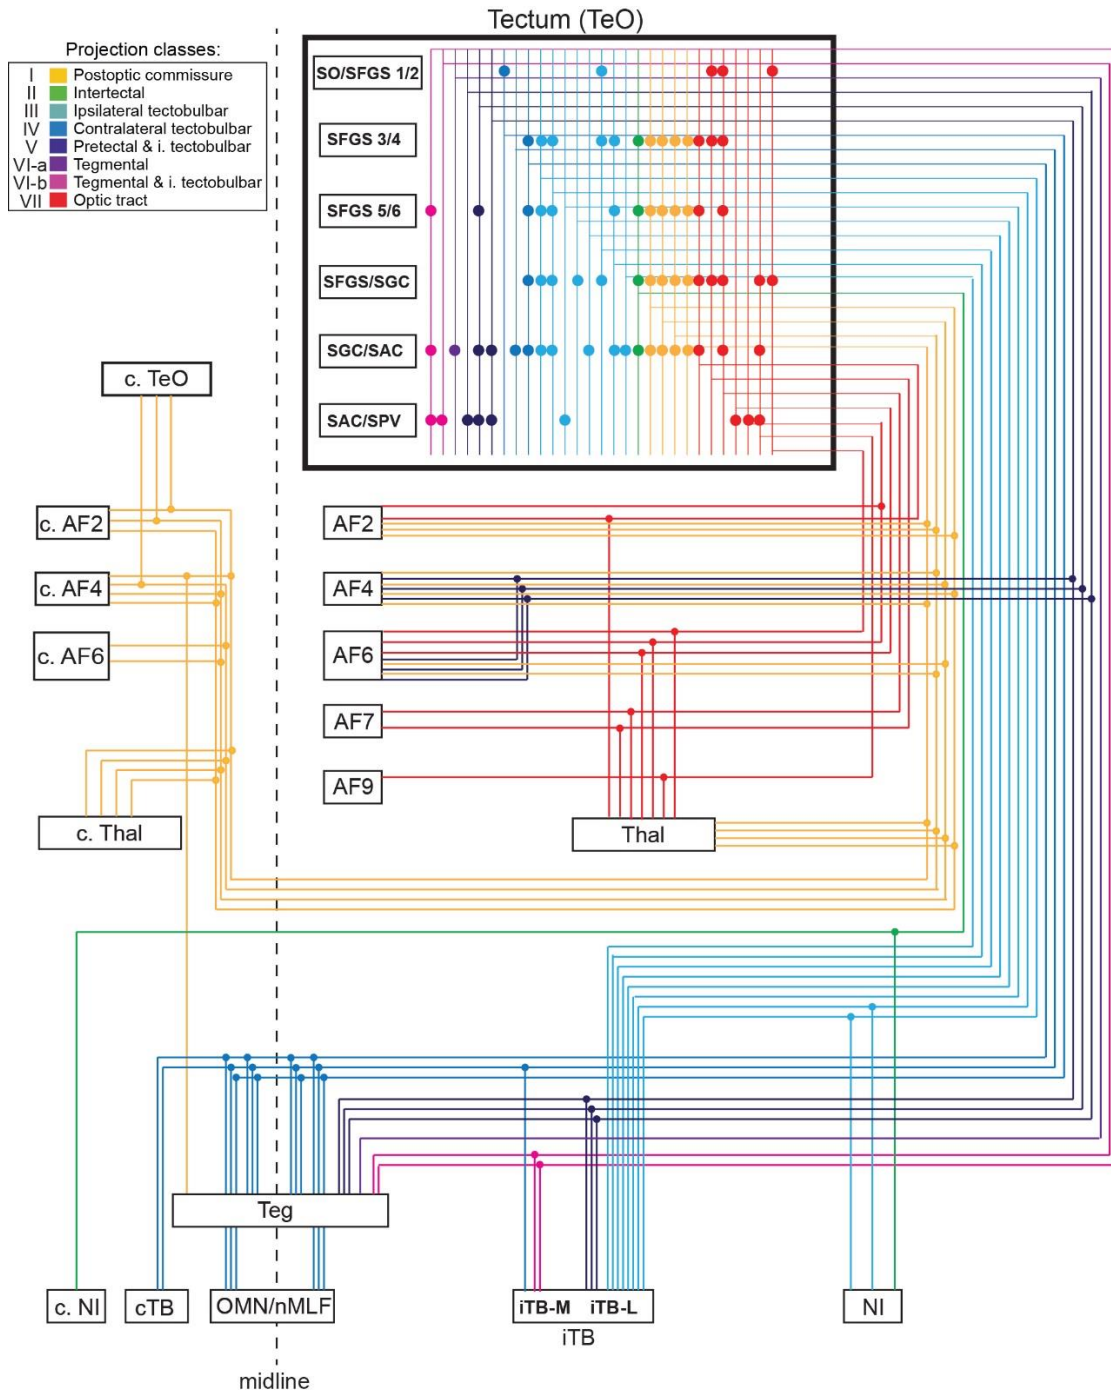 Tectum (TeO)
Projection classes:
I Postoptic commissure
II Intertectal
III Ipsilateral tectobulbar
IV Contralateral tectobulbar
V Pretectal & i. tectobulbar
VI-a Tegmental
VI-b Tegmental & i. tectobulbar
VII Optic tract
SO/SFGS 1/2
SFGS 3/4
SFGS 5/6
SFGS/SGC
SGC/SAC
SAC/SPV
c. TeO
c. AF2
AF2
c. AF4
AF4
c. AF6
AF6
AF7
AF9
c. Thal
Thal
Teg
c. NI
cTB
OMN/nMLF
iTB-M iTB-L
iTB
NI
midline